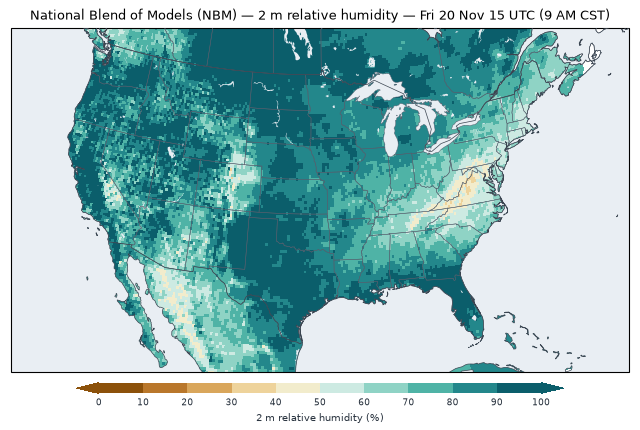 National Blend of Models (NBM) — 2 m relative humidity — Fri 20 Nov 15 UTC (9 AM CST)
0 10 20 30 40 50 60 70 80 90 100
2 m relative humidity (%)